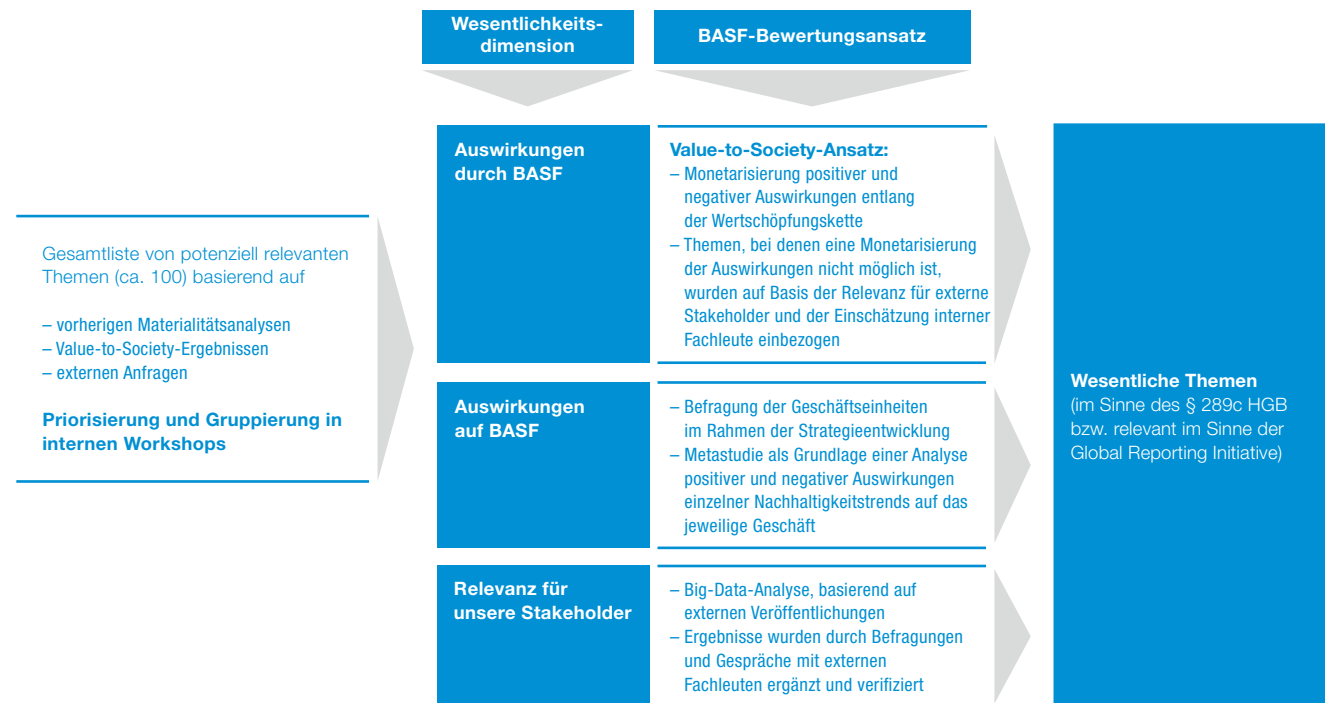 Wesentlichkeits-
dimension
BASF-Bewertungsansatz
Gesamtliste von potenziell relevanten
Themen (ca. 100) basierend auf
– vorherigen Materialitätsanalysen
– Value-to-Society-Ergebnissen
– externen Anfragen
Priorisierung und Gruppierung in
internen Workshops
Auswirkungen
durch BASF
Value-to-Society-Ansatz:
– Monetarisierung positiver und
negativer Auswirkungen entlang
der Wertschöpfungskette
– Themen, bei denen eine Monetarisierung
der Auswirkungen nicht möglich ist,
wurden auf Basis der Relevanz für externe
Stakeholder und der Einschätzung interner
Fachleute einbezogen
Auswirkungen
auf BASF
– Befragung der Geschäftseinheiten
im Rahmen der Strategieentwicklung
– Metastudie als Grundlage einer Analyse
positiver und negativer Auswirkungen
einzelner Nachhaltigkeitstrends auf das
jeweilige Geschäft
Relevanz für
unsere Stakeholder
– Big-Data-Analyse, basierend auf
externen Veröffentlichungen
– Ergebnisse wurden durch Befragungen
und Gespräche mit externen
Fachleuten ergänzt und verifiziert
Wesentliche Themen
(im Sinne des § 289c HGB
bzw. relevant im Sinne der
Global Reporting Initiative)